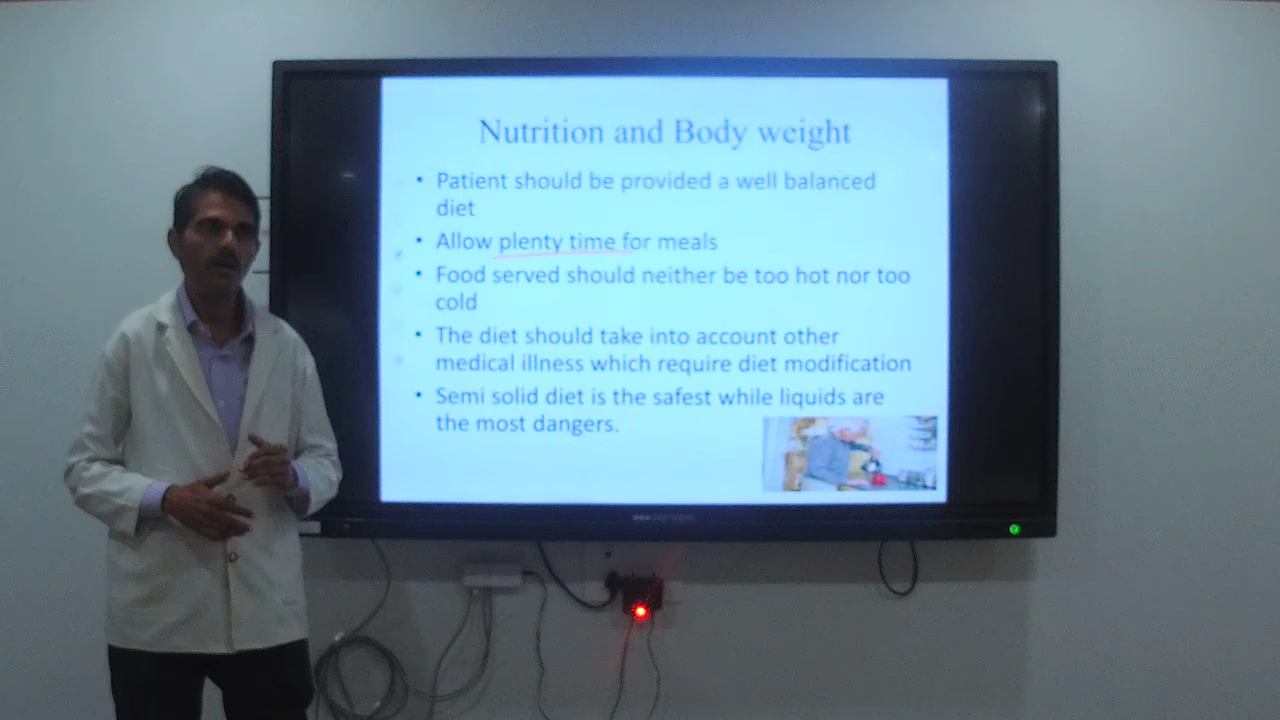 Nutrition and Body weight
• Patient should be provided a well balanced
diet
• Allow plenty time for meals
• Food served should neither be too hot nor too
cold
• The diet should take into account other
medical illness which require diet modification
• Semi solid diet is the safest while liquids are
the most dangers.